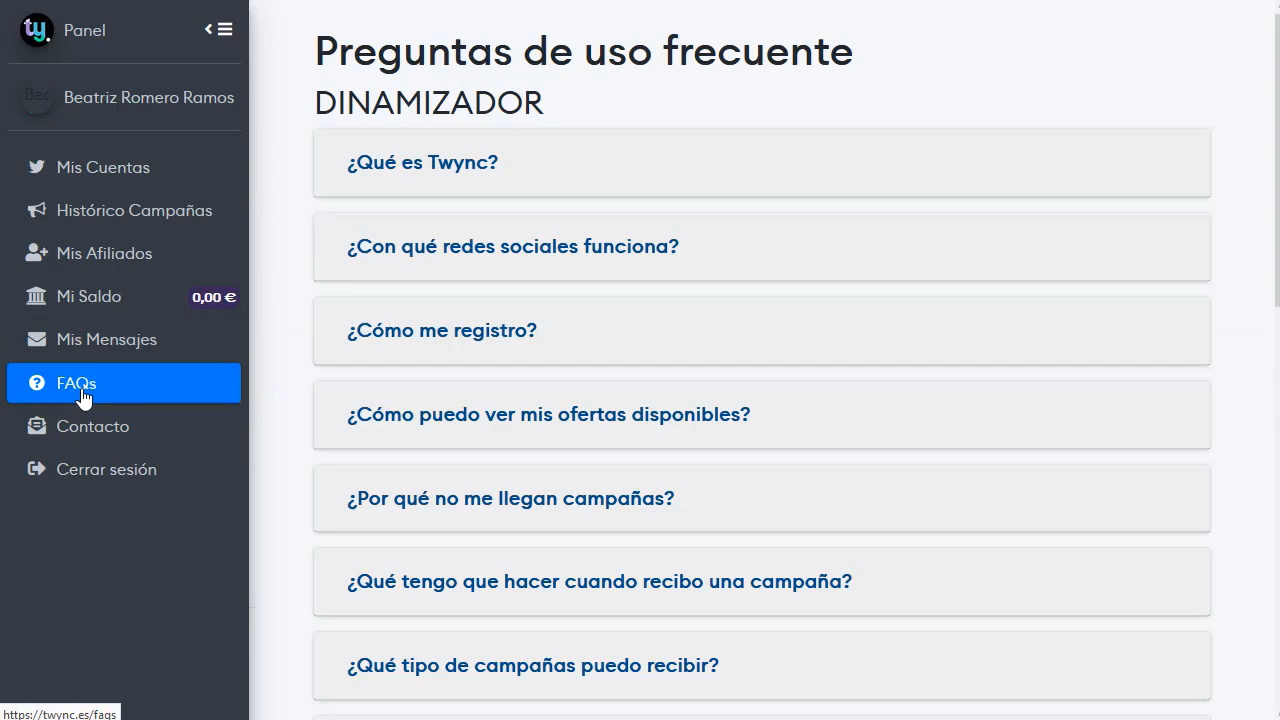 ty.
Panel
Bec
Beatriz Romero Ramos
Mis Cuentas
Histórico Campañas
Mis Afiliados
Mi Saldo 0,00 €
Mis Mensajes
FAQs
Contacto
Cerrar sesión
https://twync.es/faqs
Preguntas de uso frecuente
DINAMIZADOR
¿Qué es Twync?
¿Con qué redes sociales funciona?
¿Cómo me registro?
¿Cómo puedo ver mis ofertas disponibles?
¿Por qué no me llegan campañas?
¿Qué tengo que hacer cuando recibo una campaña?
¿Qué tipo de campañas puedo recibir?